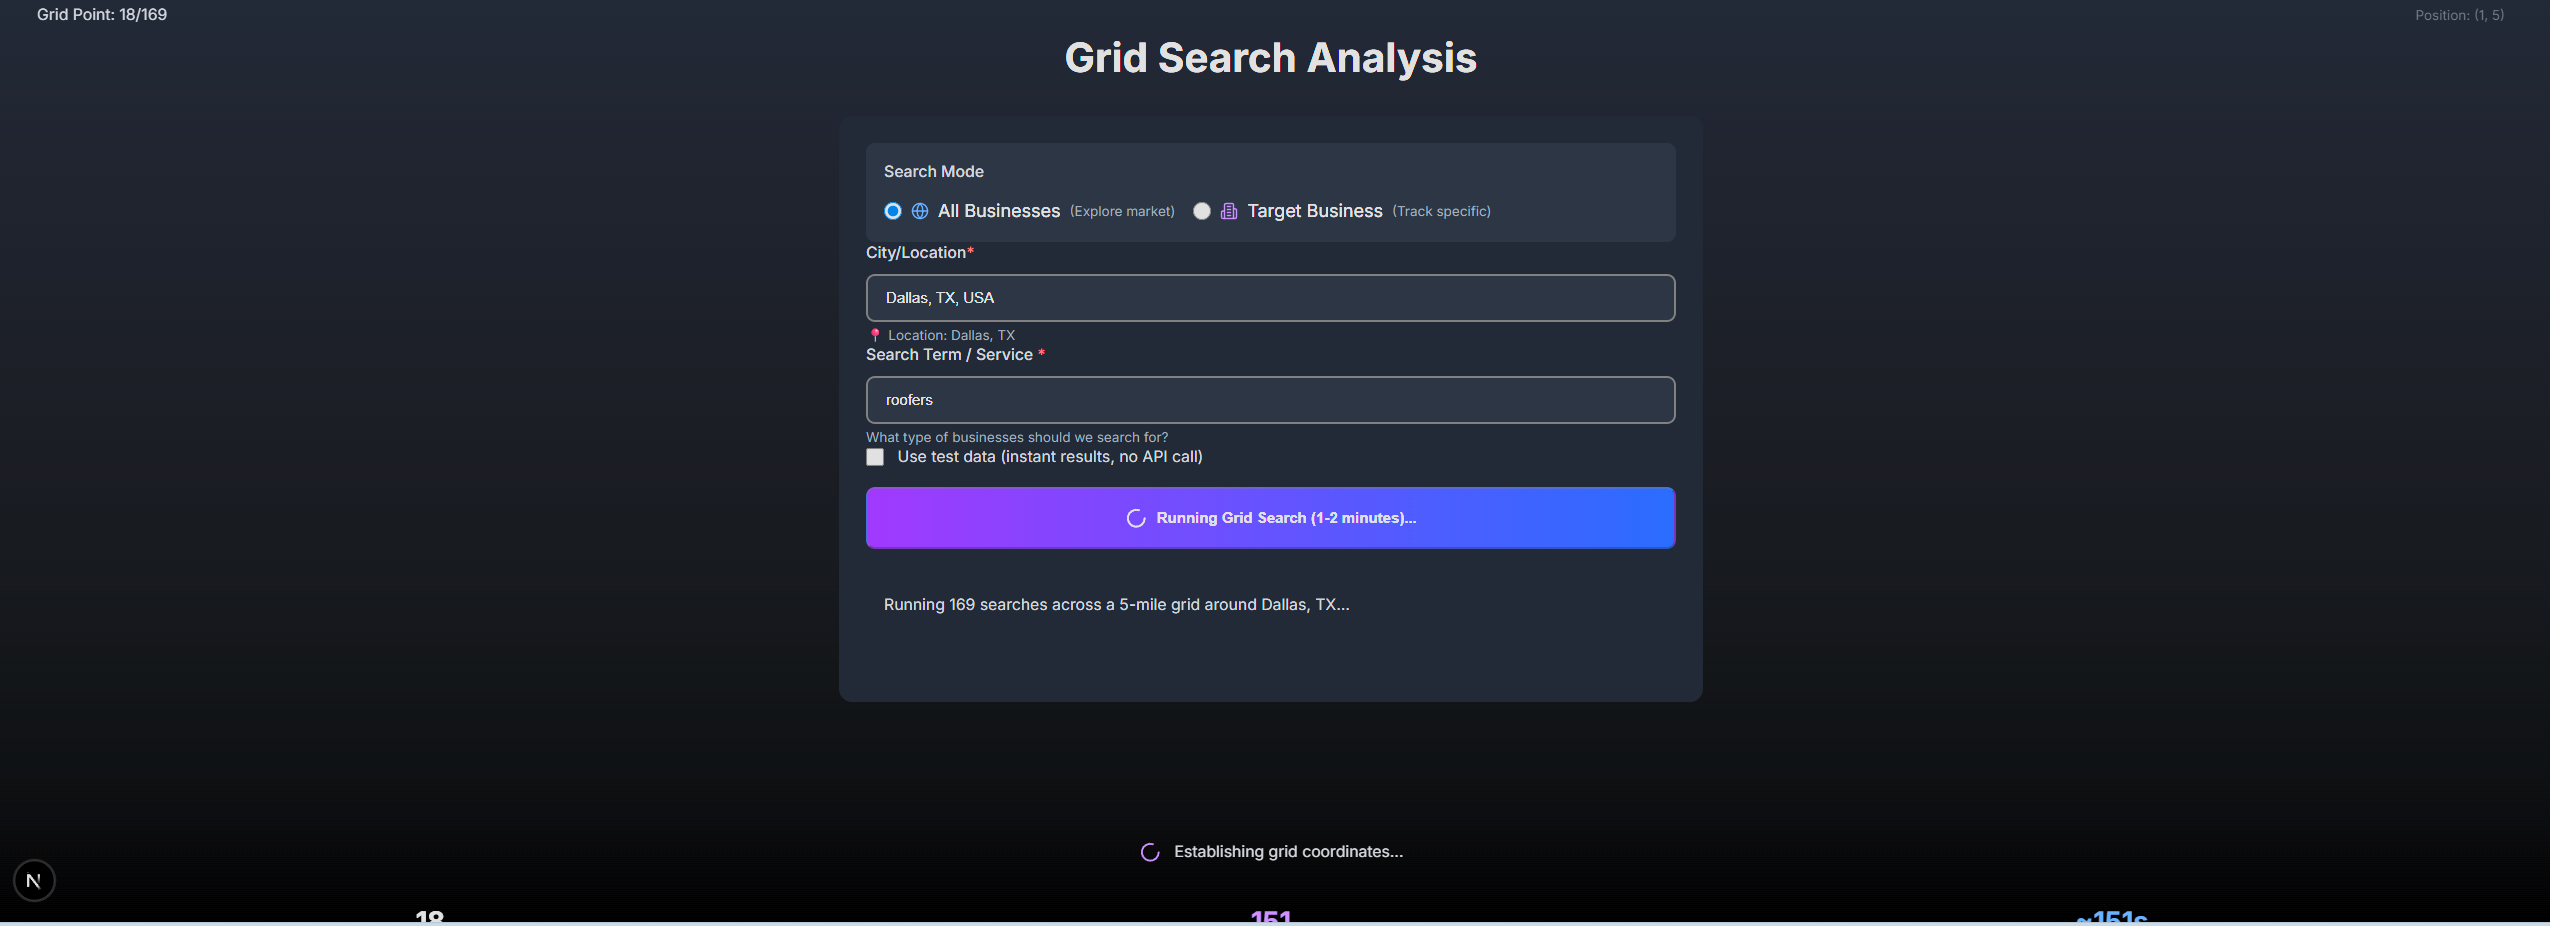 Grid Point: 18/169
Position: (1, 5)
Grid Search Analysis
Search Mode
All Businesses (Explore market) Target Business (Track specific)
City/Location*
Dallas, TX, USA
Location: Dallas, TX
Search Term / Service *
roofers
What type of businesses should we search for?
Use test data (instant results, no API call)
Running Grid Search (1-2 minutes)...
Running 169 searches across a 5-mile grid around Dallas, TX...
Establishing grid coordinates...
N
18
151
~151s